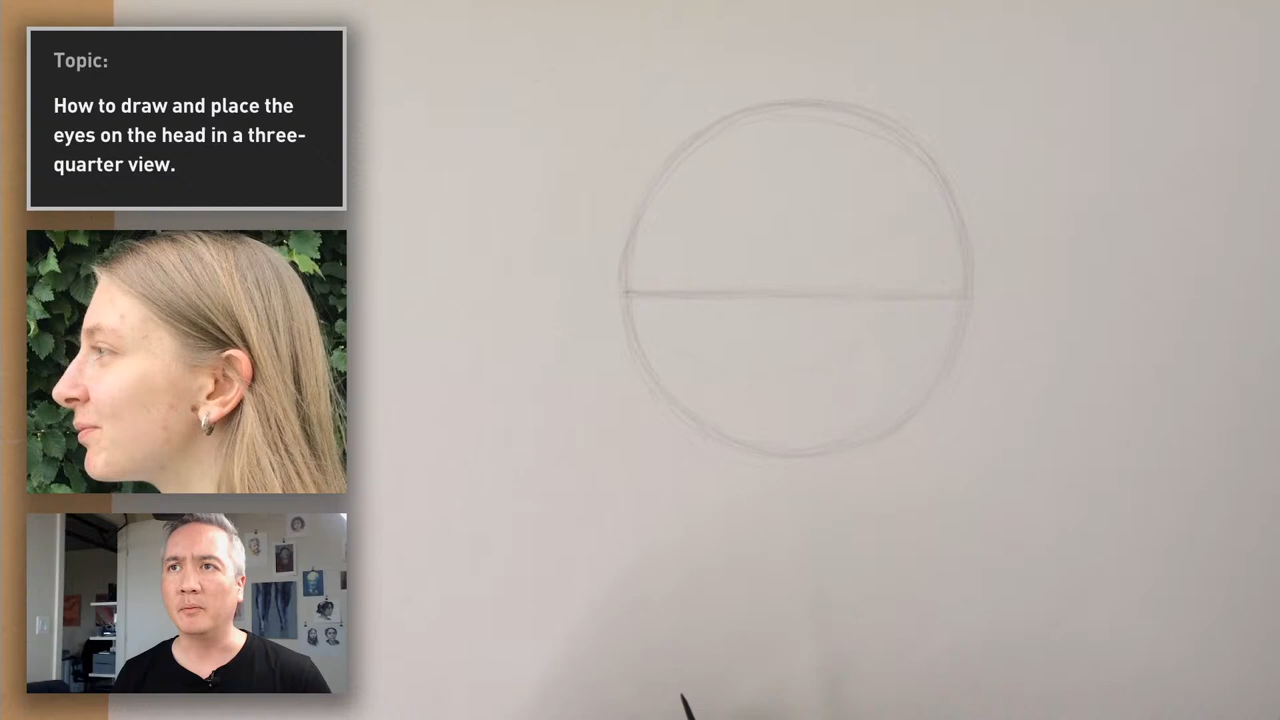 Topic:
How to draw and place the
eyes on the head in a three-
quarter view.